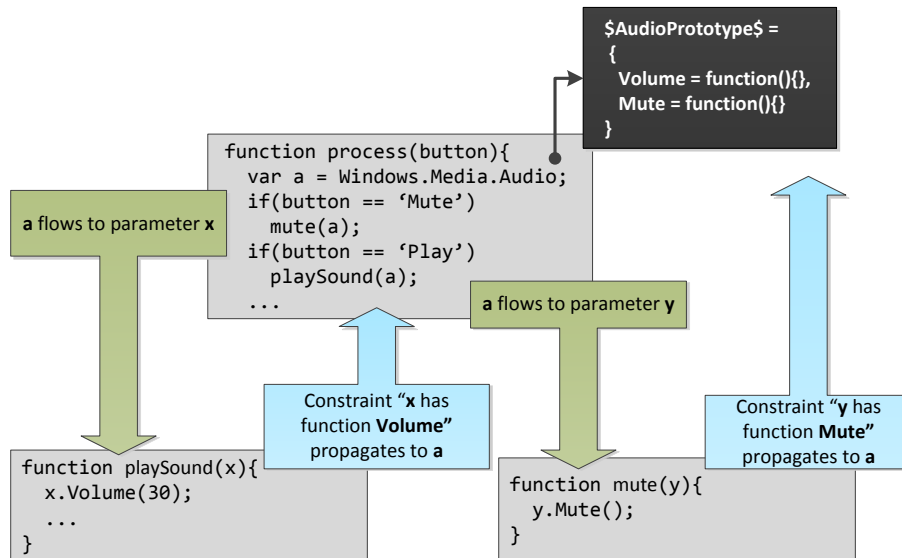 $AudioPrototype$ =
{
Volume = function(){},
Mute = function(){}
}
function process(button){
var a = Windows.Media.Audio;
if(button == ‘Mute’)
mute(a);
if(button == ‘Play’)
playSound(a);
...
a flows to parameter x
a flows to parameter y
Constraint “x has
function Volume”
propagates to a
Constraint “y has
function Mute”
propagates to a
function playSound(x){
x.Volume(30);
...
}
function mute(y){
y.Mute();
}